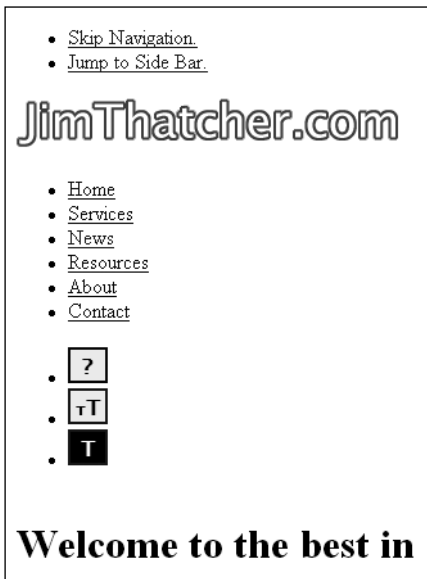 Skip Navigation.
Jump to Side Bar.
JimThatcher.com
Home
Services
News
Resources
About
Contact
?
TT
T
Welcome to the best in